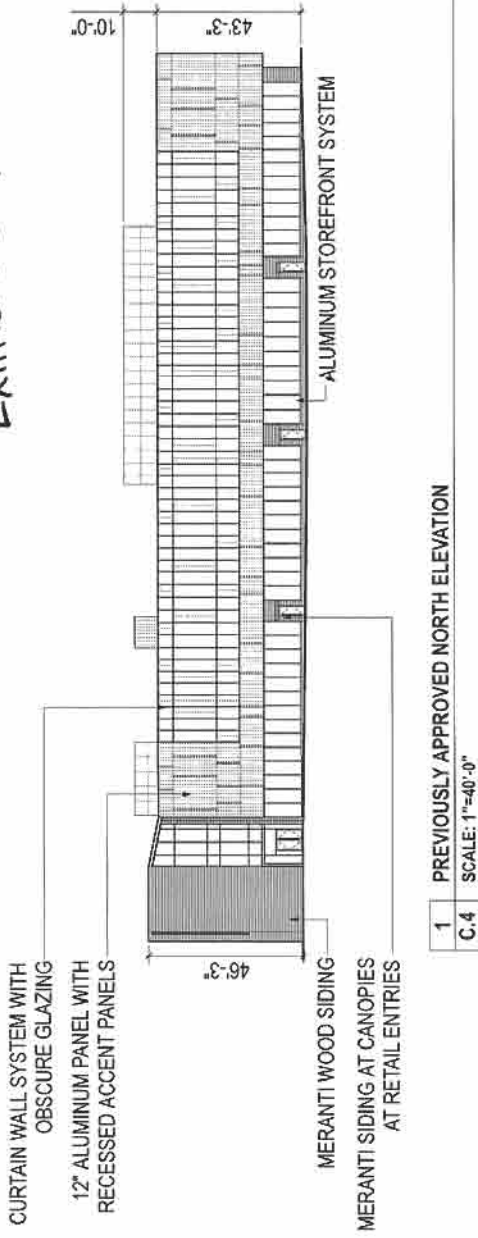 CURTAIN WALL SYSTEM WITH
OBSCURE GLAZING
12" ALUMINUM PANEL WITH
RECESSED ACCENT PANELS
10'-0"
43'-3"
46'-3"
ALUMINUM STOREFRONT SYSTEM
MERANTI WOOD SIDING
MERANTI SIDING AT CANOPIES
AT RETAIL ENTRIES
1 PREVIOUSLY APPROVED NORTH ELEVATION
C.4 SCALE: 1"=40'-0"